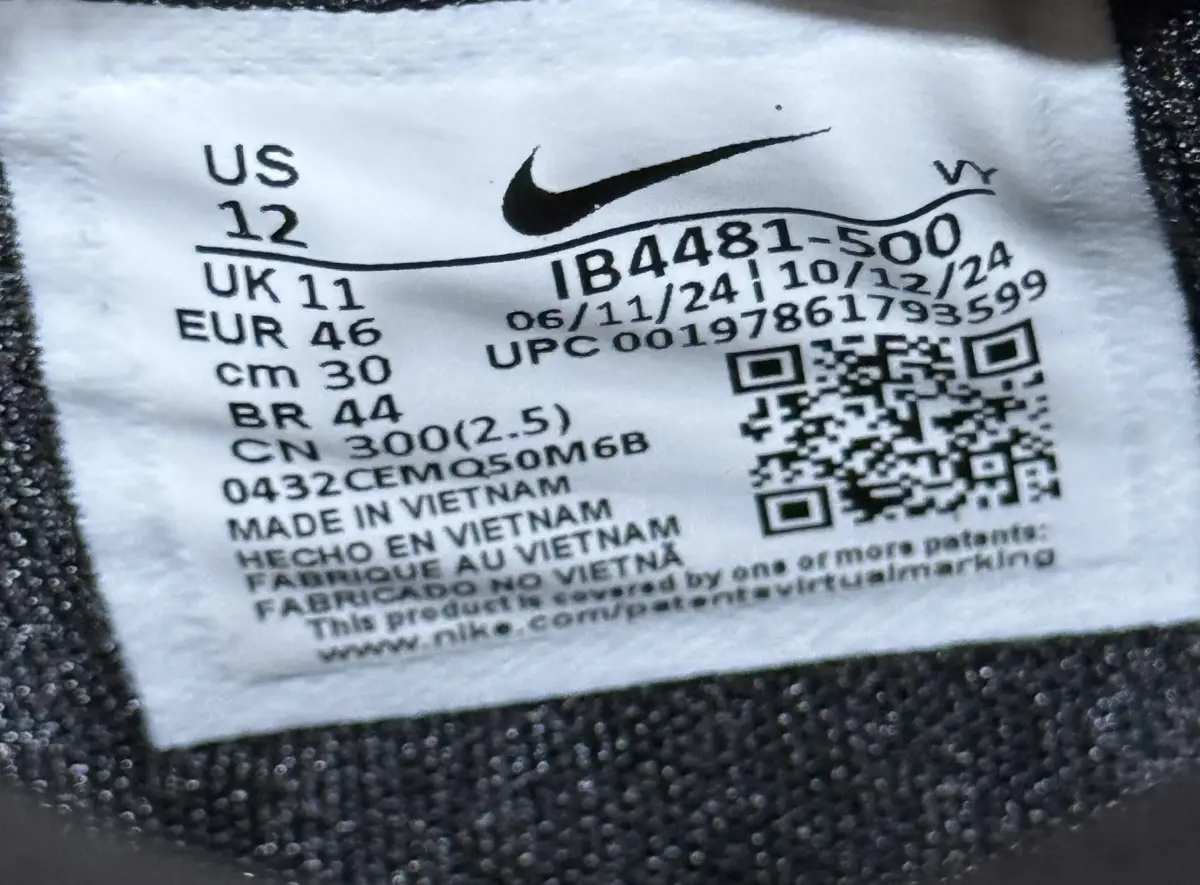 US
12
UK 11
EUR 46
cm 30
BR 44
CN 300(2.5)
0432CEMQ50M6B
MADE IN VIETNAM
HECHO EN VIETNAM
FABRIQUE AU VIETNAM
FABRICADO NO VIETNÃ
This product is covered by one or more patents:
www.nike.com/patentsvirtualmarking
VY
IB4481-500
06/11/24 ¦ 10/12/24
UPC 00197861793599